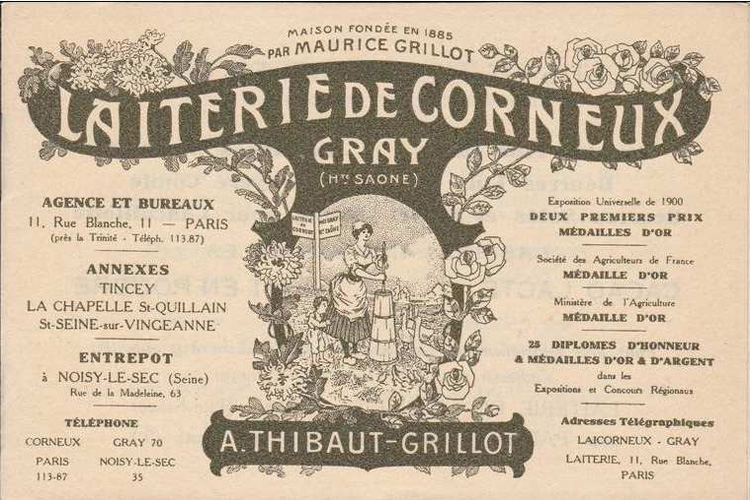 MAISON FONDÉE EN 1885
PAR MAURICE GRILLOT
LAITERIE DE CORNEUX
GRAY
(Hte SAONE)
AGENCE ET BUREAUX
11, Rue Blanche, 11 — PARIS
(près la Trinité - Téléph. 113.87)
ANNEXES
TINCEY
LA CHAPELLE St-QUILLAIN
St-SEINE-sur-VINGEANNE
ENTREPOT
à NOISY-LE-SEC (Seine)
Rue de la Madeleine, 63
TÉLÉPHONE
CORNEUX GRAY 70
PARIS NOISY-LE-SEC
113-87 35
LAITERIE
CORNEUX
GRAY
Exposition Universelle de 1900
DEUX PREMIERS PRIX
MÉDAILLES D'OR
Société des Agriculteurs de France
MÉDAILLE D'OR
Ministère de l'Agriculture
MÉDAILLE D'OR
25 DIPLOMES D'HONNEUR
& MÉDAILLES D'OR & D'ARGENT
dans les
Expositions et Concours Régionaux
Adresses Télégraphiques
LAICORNEUX - GRAY
LAITERIE, 11, Rue Blanche,
PARIS
A. THIBAUT-GRILLOT